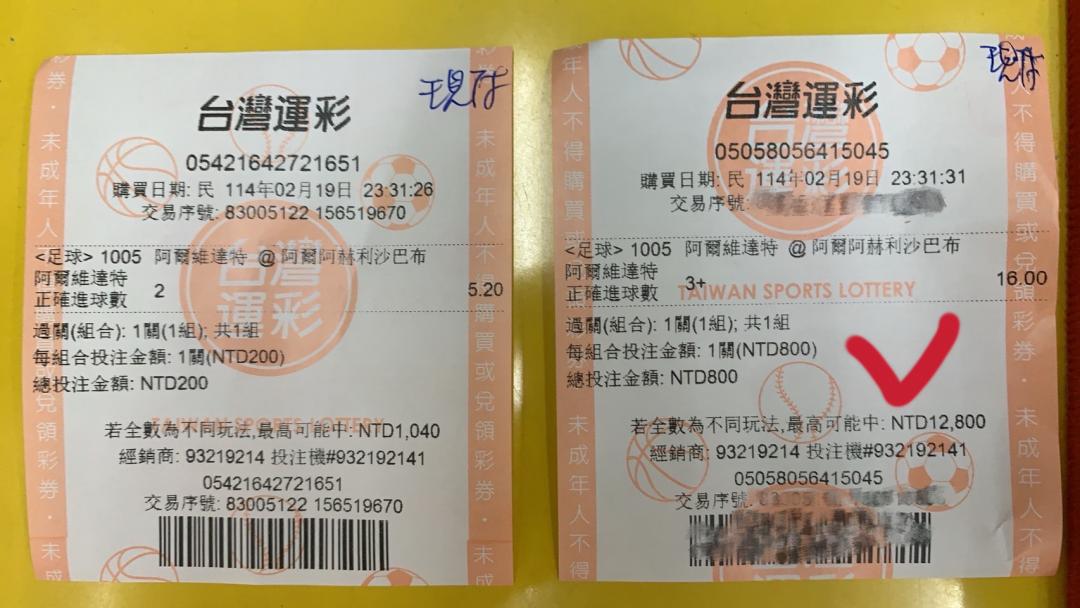 現付
台灣運彩
05421642721651
購買日期: 民 114年02月19日 23:31:26
交易序號: 83005122 156519670
<足球> 1005 阿爾維達特 @ 阿爾阿赫利沙巴布
阿爾維達特
正確進球數 2 5.20
過關(組合): 1關(1組); 共1組
每組合投注金額: 1關(NTD200)
總投注金額: NTD200
TAIWAN SPORTS LOTTERY
若全數為不同玩法,最高可能中: NTD1,040
經銷商: 93219214 投注機#932192141
05421642721651
交易序號: 83005122 156519670
彩券・未成年人不得購買或兌領彩券・未成
現付
台灣運彩
05058056415045
購買日期: 民 114年02月19日 23:31:31
交易序號:
<足球> 1005 阿爾維達特 @ 阿爾阿赫利沙巴布
阿爾維達特
正確進球數 3+ 16.00
TAIWAN SPORTS LOTTERY
過關(組合): 1關(1組); 共1組
每組合投注金額: 1關(NTD800)
總投注金額: NTD800
若全數為不同玩法,最高可能中: NTD12,800
經銷商: 93219214 投注機#932192141
05058056415045
交易序號:
年人不得購買或兌領彩券・未成年人不得